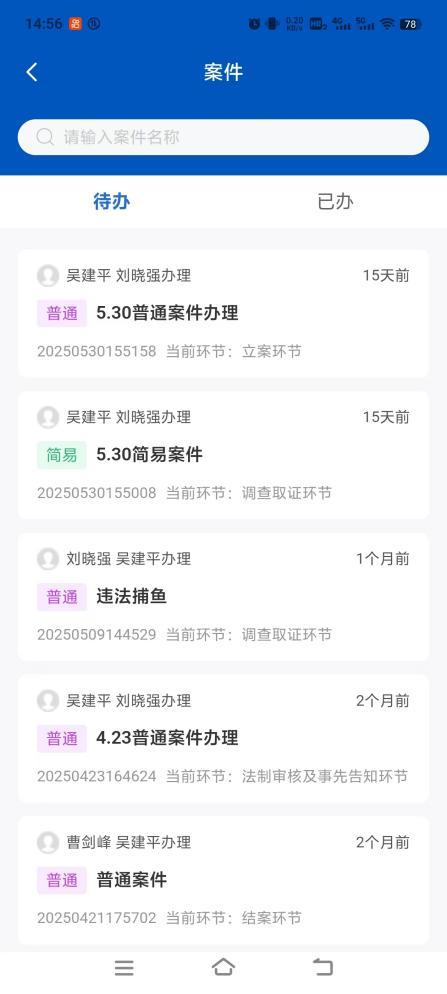 14:56 0.20 KB/s HD 2 4G 5G 78
案件
请输入案件名称
待办 已办
吴建平 刘晓强办理 15天前
普通 5.30普通案件办理
20250530155158 当前环节：立案环节
吴建平 刘晓强办理 15天前
简易 5.30简易案件
20250530155008 当前环节：调查取证环节
刘晓强 吴建平办理 1个月前
普通 违法捕鱼
20250509144529 当前环节：调查取证环节
吴建平 刘晓强办理 2个月前
普通 4.23普通案件办理
20250423164624 当前环节：法制审核及事先告知环节
曹剑峰 吴建平办理 2个月前
普通 普通案件
20250421175702 当前环节：结案环节